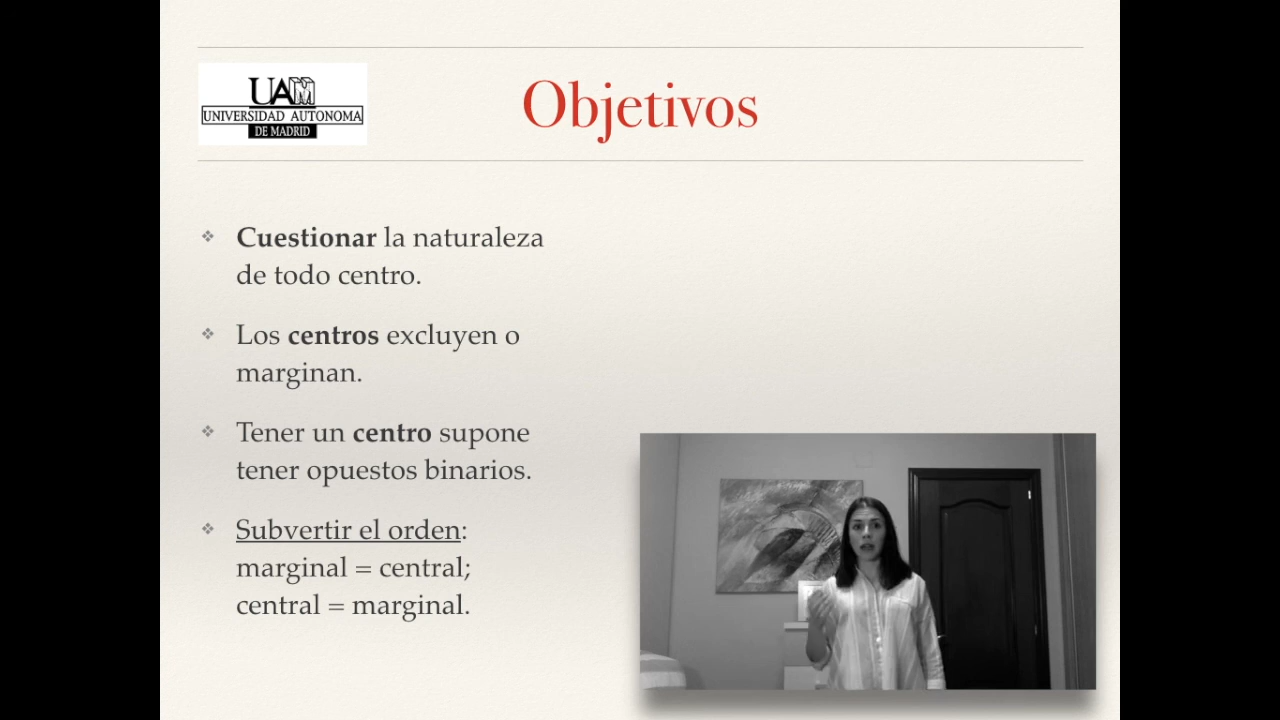 UAM
UNIVERSIDAD AUTONOMA
DE MADRID
Objetivos
❖ Cuestionar la naturaleza
de todo centro.
❖ Los centros excluyen o
marginan.
❖ Tener un centro supone
tener opuestos binarios.
❖ Subvertir el orden:
marginal = central;
central = marginal.